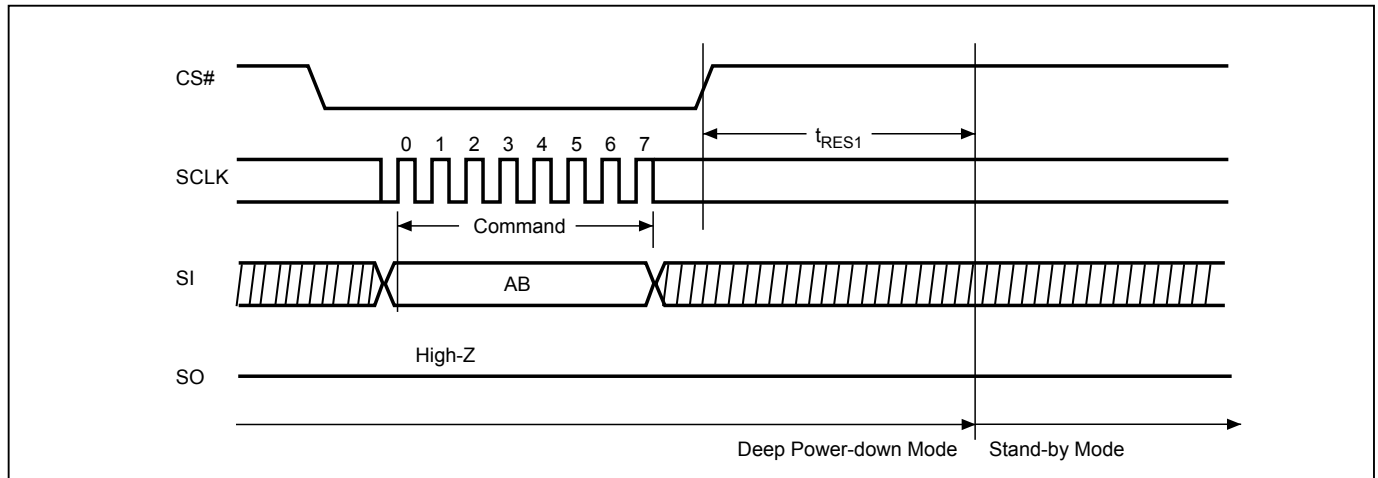 CS#
t_RES1
0 1 2 3 4 5 6 7
SCLK
Command
SI
AB
High-Z
SO
Deep Power-down Mode Stand-by Mode